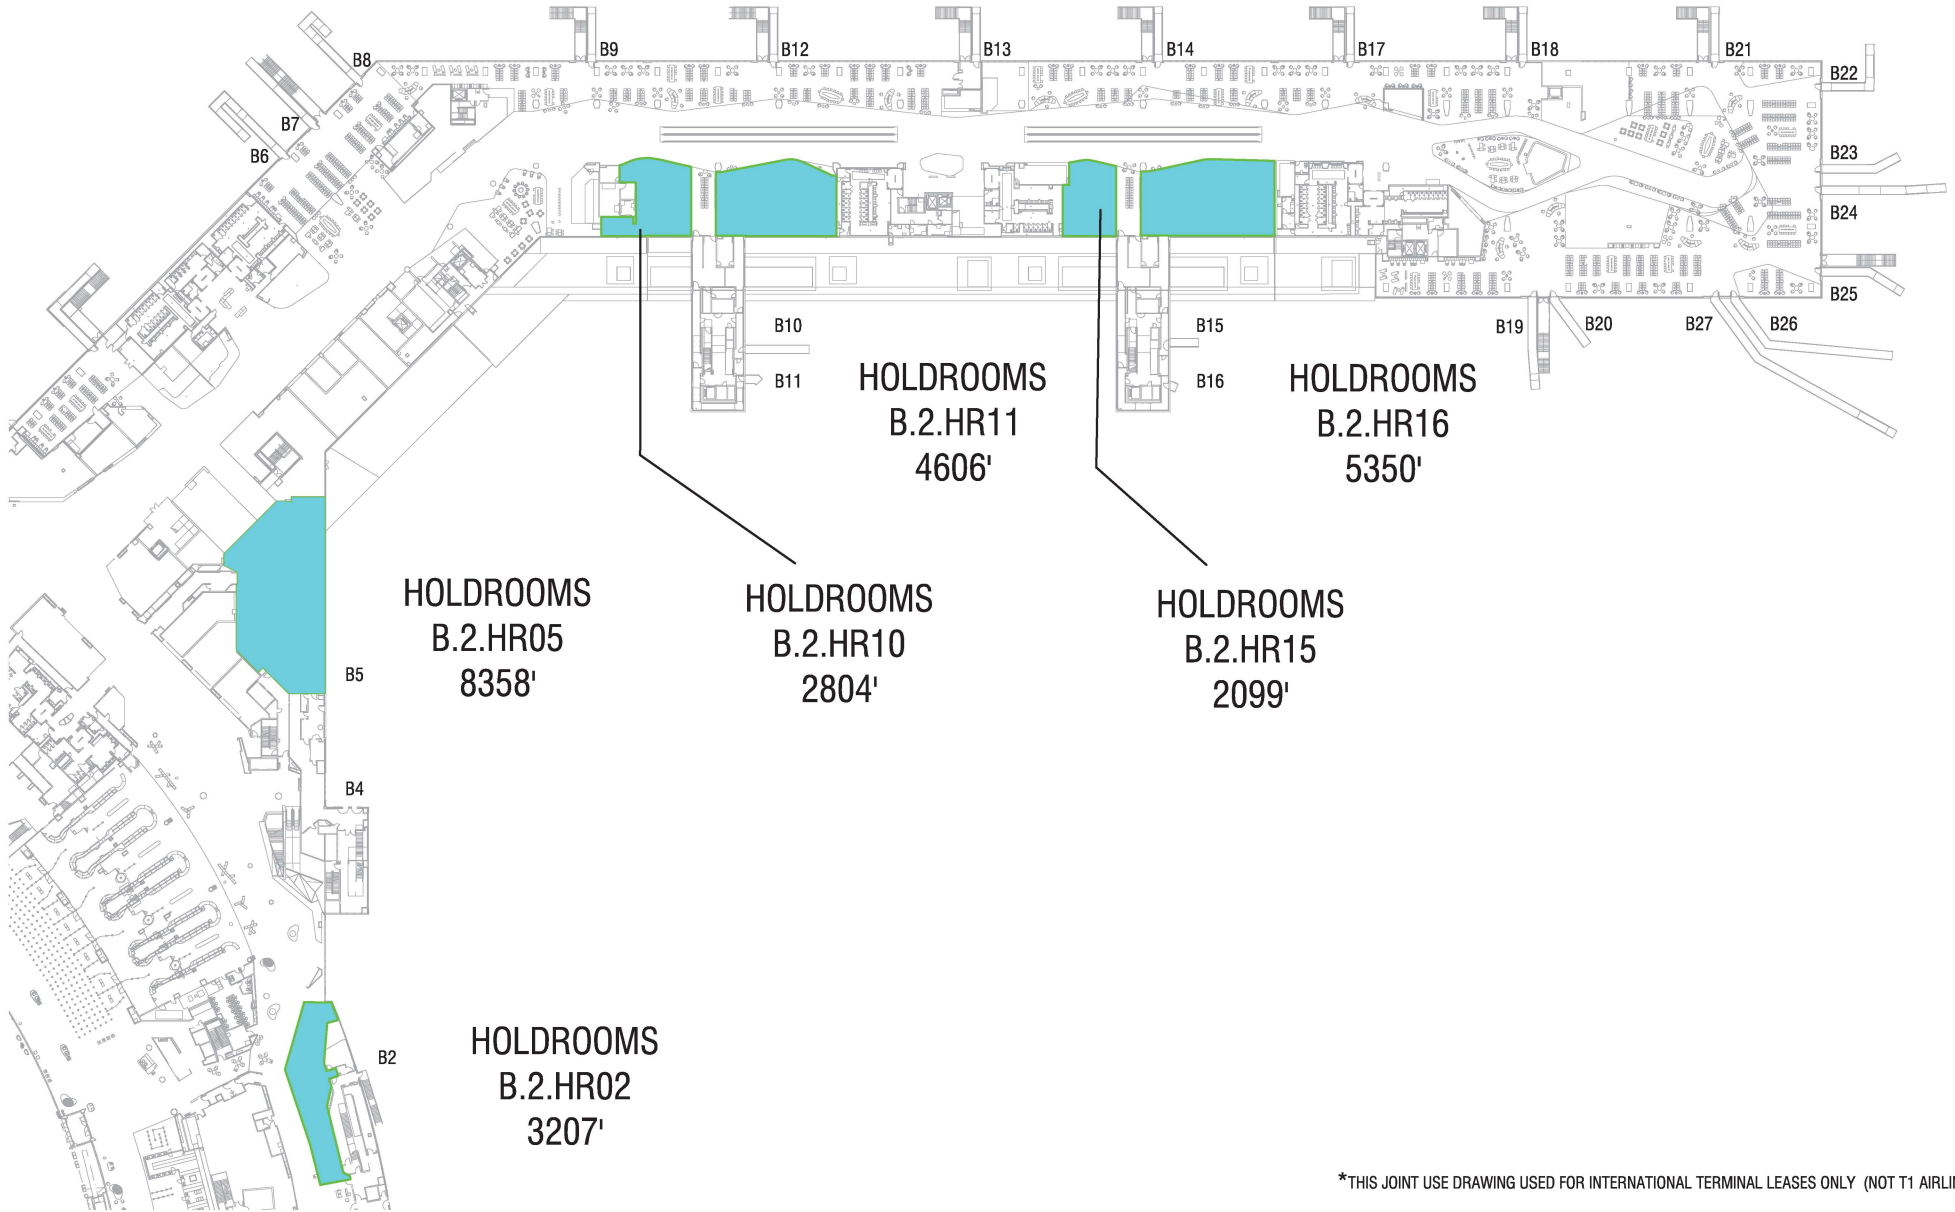 B9
B12
B13
B14
B17
B18
B21
B8
B22
B7
B6
B23
B24
B25
B10
B15
B19
B20
B27
B26
B11
B16
HOLDROOMS
B.2.HR11
4606'
HOLDROOMS
B.2.HR16
5350'
HOLDROOMS
B.2.HR05
8358'
HOLDROOMS
B.2.HR10
2804'
HOLDROOMS
B.2.HR15
2099'
B5
B4
HOLDROOMS
B.2.HR02
3207'
B2
*THIS JOINT USE DRAWING USED FOR INTERNATIONAL TERMINAL LEASES ONLY (NOT T1